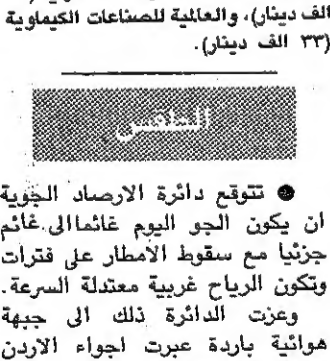 الف دينار)، والعالمية للصناعات الكيماوية
(٣٣ الف دينار).
الطقس
● تتوقع دائرة الارصاد الجوية
ان يكون الجو اليوم غائما الى غائم
جزئيا مع سقوط الامطار على فترات
وتكون الرياح غربية معتدلة السرعة.
وعزت الدائرة ذلك الى جبهة
هوائية باردة عبرت اجواء الاردن